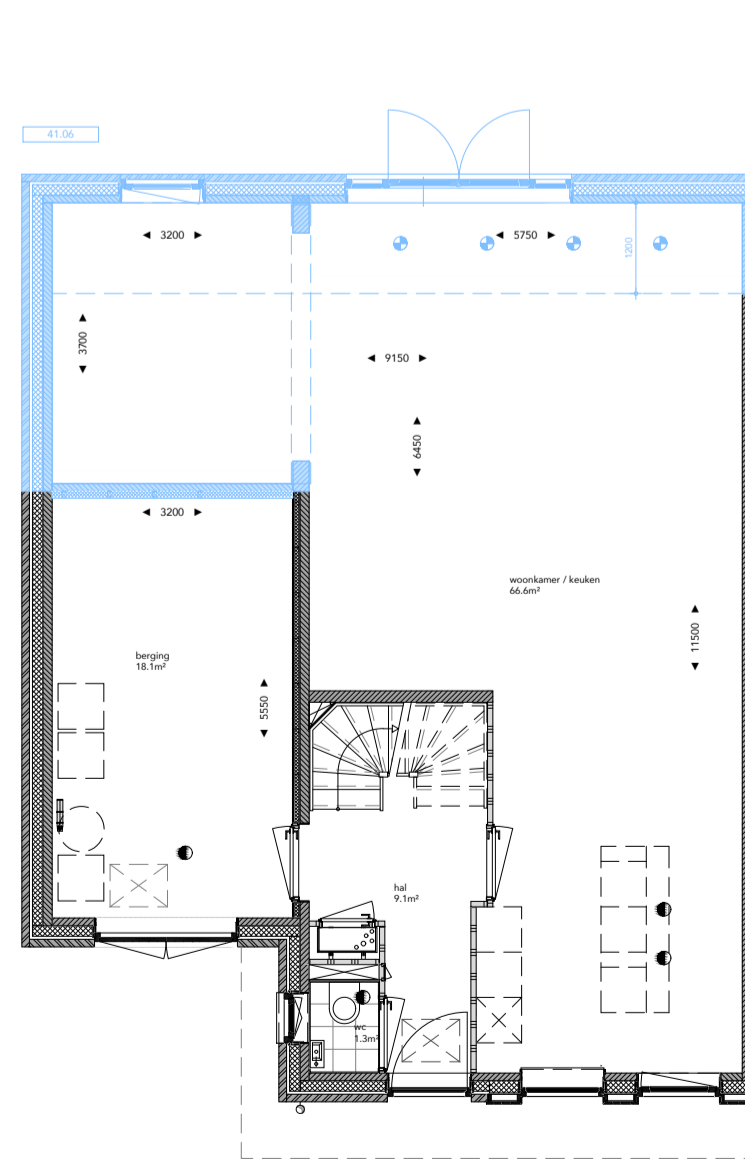 41.06
3200
5750
1200
3700
9150
6450
3200
woonkamer / keuken
66.6m²
11500
berging
18.1m²
5550
hal
9.1m²
wc
1.3m²